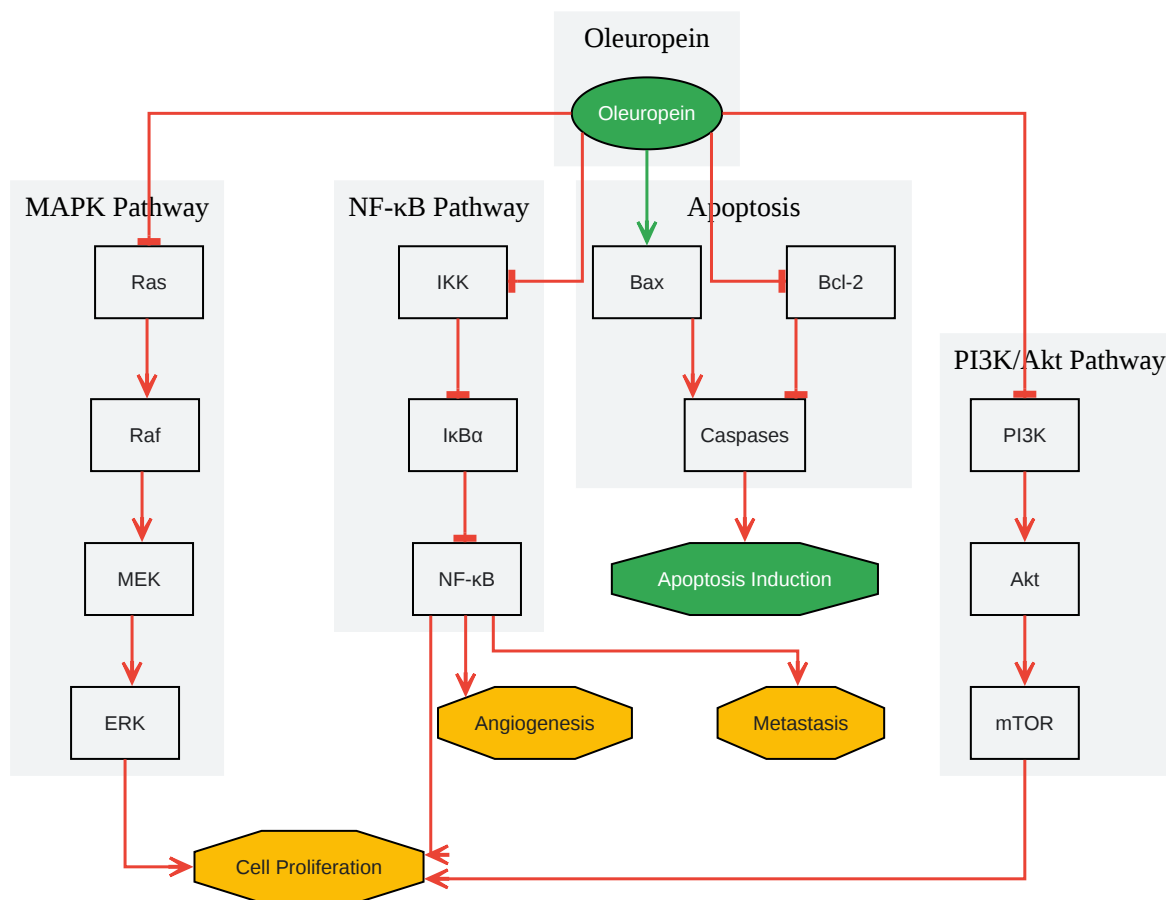 Oleuropein
Oleuropein
MAPK Pathway
NF-κB Pathway
Apoptosis
Ras
IKK
Bax
Bcl-2
PI3K/Akt Pathway
Raf
IκBα
Caspases
PI3K
MEK
NF-κB
Apoptosis Induction
Akt
ERK
Angiogenesis
Metastasis
mTOR
Cell Proliferation